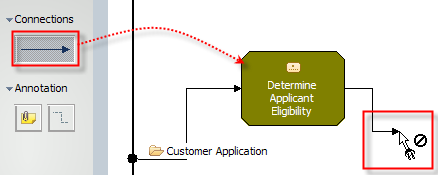 Connections
Annotation
Determine
Applicant
Eligibility
Customer Application